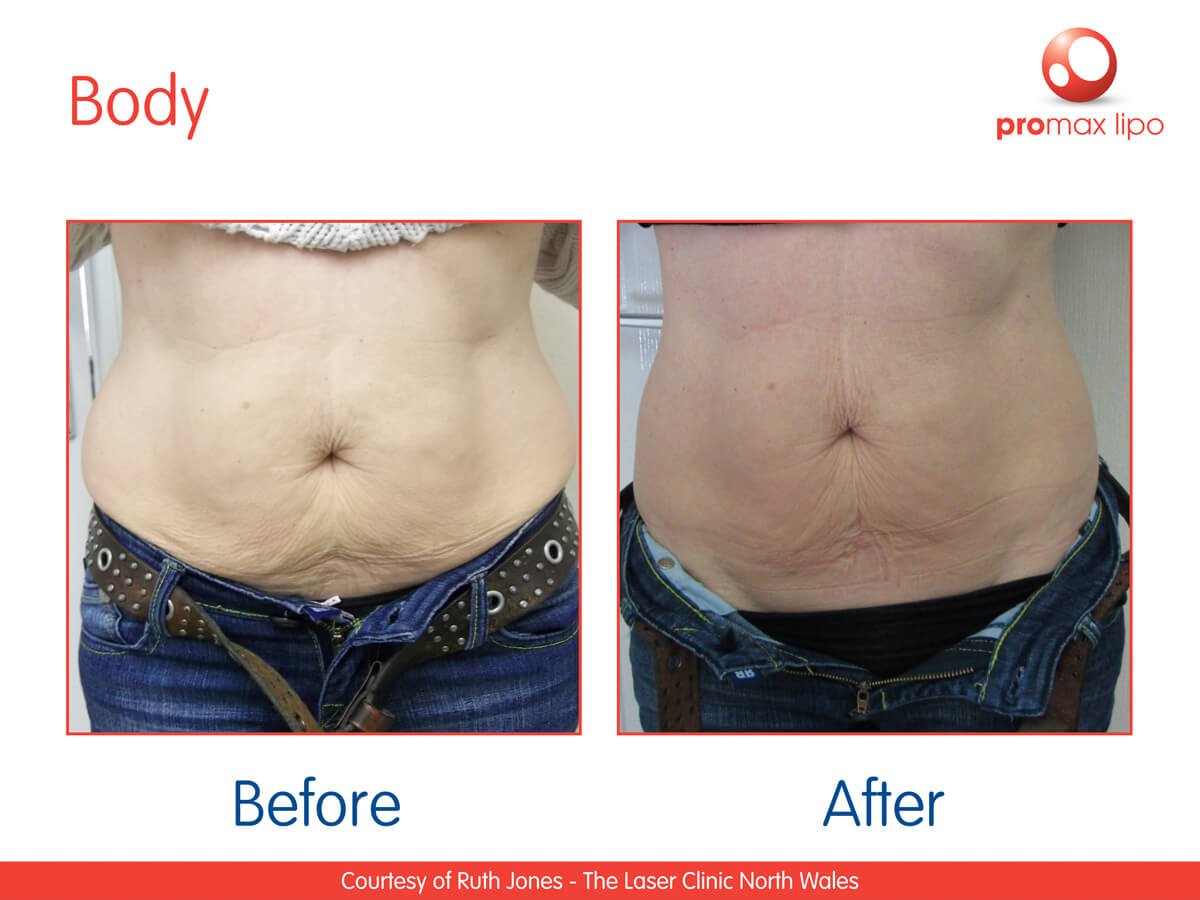 Body
promax lipo
Before
After
Courtesy of Ruth Jones - The Laser Clinic North Wales